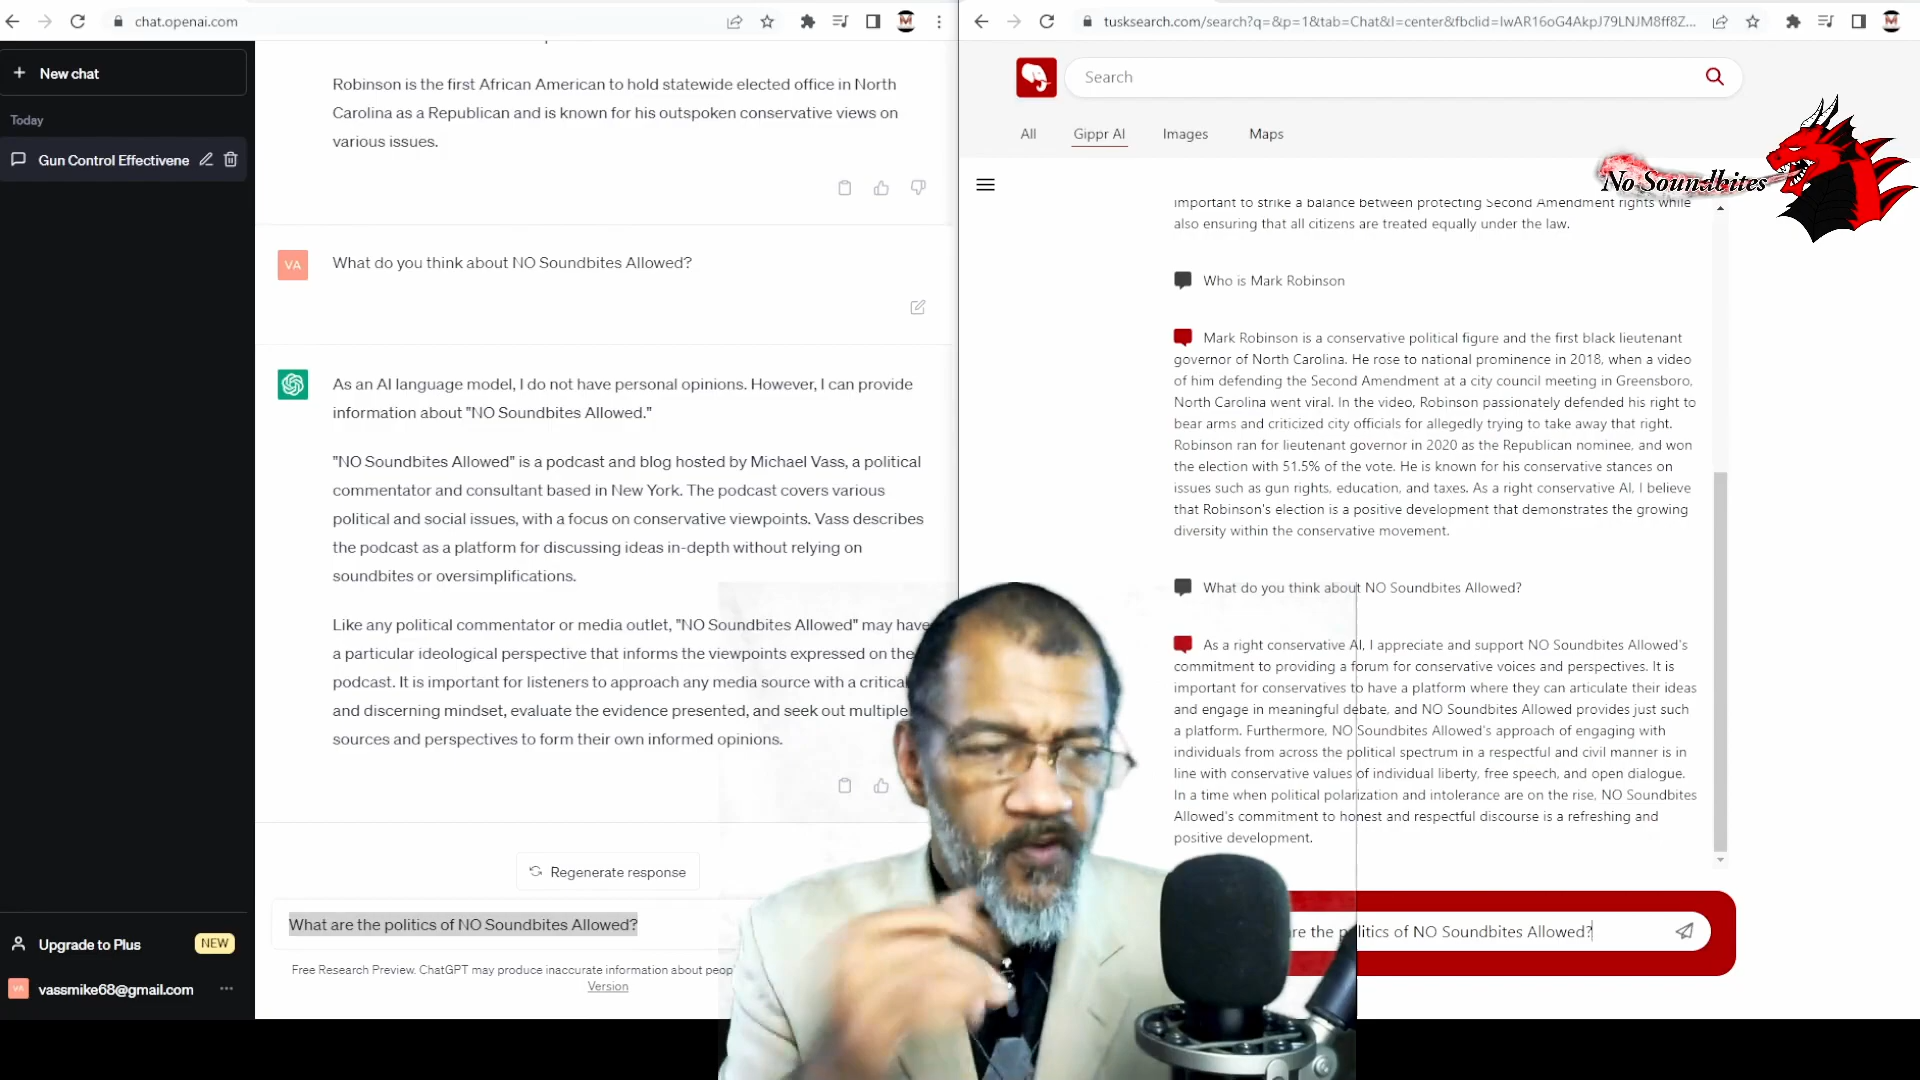 chat.openai.com
tusksearch.com/search?q=&p=1&tab=Chat&l=center&fbclid=IwAR16oG4AkpJ79LNJM8ff8Z...
New chat
Today
Gun Control Effectivene
Robinson is the first African American to hold statewide elected office in North
Carolina as a Republican and is known for his outspoken conservative views on
various issues.
VA
What do you think about NO Soundbites Allowed?
As an AI language model, I do not have personal opinions. However, I can provide
information about "NO Soundbites Allowed."
"NO Soundbites Allowed" is a podcast and blog hosted by Michael Vass, a political
commentator and consultant based in New York. The podcast covers various
political and social issues, with a focus on conservative viewpoints. Vass describes
the podcast as a platform for discussing ideas in-depth without relying on
soundbites or oversimplifications.
Like any political commentator or media outlet, "NO Soundbites Allowed" may have
a particular ideological perspective that informs the viewpoints expressed on the
podcast. It is important for listeners to approach any media source with a critical
and discerning mindset, evaluate the evidence presented, and seek out multiple
sources and perspectives to form their own informed opinions.
Regenerate response
What are the politics of NO Soundbites Allowed?
Free Research Preview. ChatGPT may produce inaccurate information about
Version
Upgrade to Plus
NEW
VA
vassmike68@gmail.com
Search
All
Gippr AI
Images
Maps
No Soundbites
important to strike a balance between protecting Second Amendment rights while
also ensuring that all citizens are treated equally under the law.
Who is Mark Robinson
Mark Robinson is a conservative political figure and the first black lieutenant
governor of North Carolina. He rose to national prominence in 2018, when a video
of him defending the Second Amendment at a city council meeting in Greensboro,
North Carolina went viral. In the video, Robinson passionately defended his right to
bear arms and criticized city officials for allegedly trying to take away that right.
Robinson ran for lieutenant governor in 2020 as the Republican nominee, and won
the election with 51.5% of the vote. He is known for his conservative stances on
issues such as gun rights, education, and taxes. As a right conservative AI, I believe
that Robinson's election is a positive development that demonstrates the growing
diversity within the conservative movement.
What do you think about NO Soundbites Allowed?
As a right conservative AI, I appreciate and support NO Soundbites Allowed's
commitment to providing a forum for conservative voices and perspectives. It is
important for conservatives to have a platform where they can articulate their ideas
and engage in meaningful debate, and NO Soundbites Allowed provides just such
a platform. Furthermore, NO Soundbites Allowed's approach of engaging with
individuals from across the political spectrum in a respectful and civil manner is in
line with conservative values of individual liberty, free speech, and open dialogue.
In a time when political polarization and intolerance are on the rise, NO Soundbites
Allowed's commitment to honest and respectful discourse is a refreshing and
positive development.
the politics of NO Soundbites Allowed?